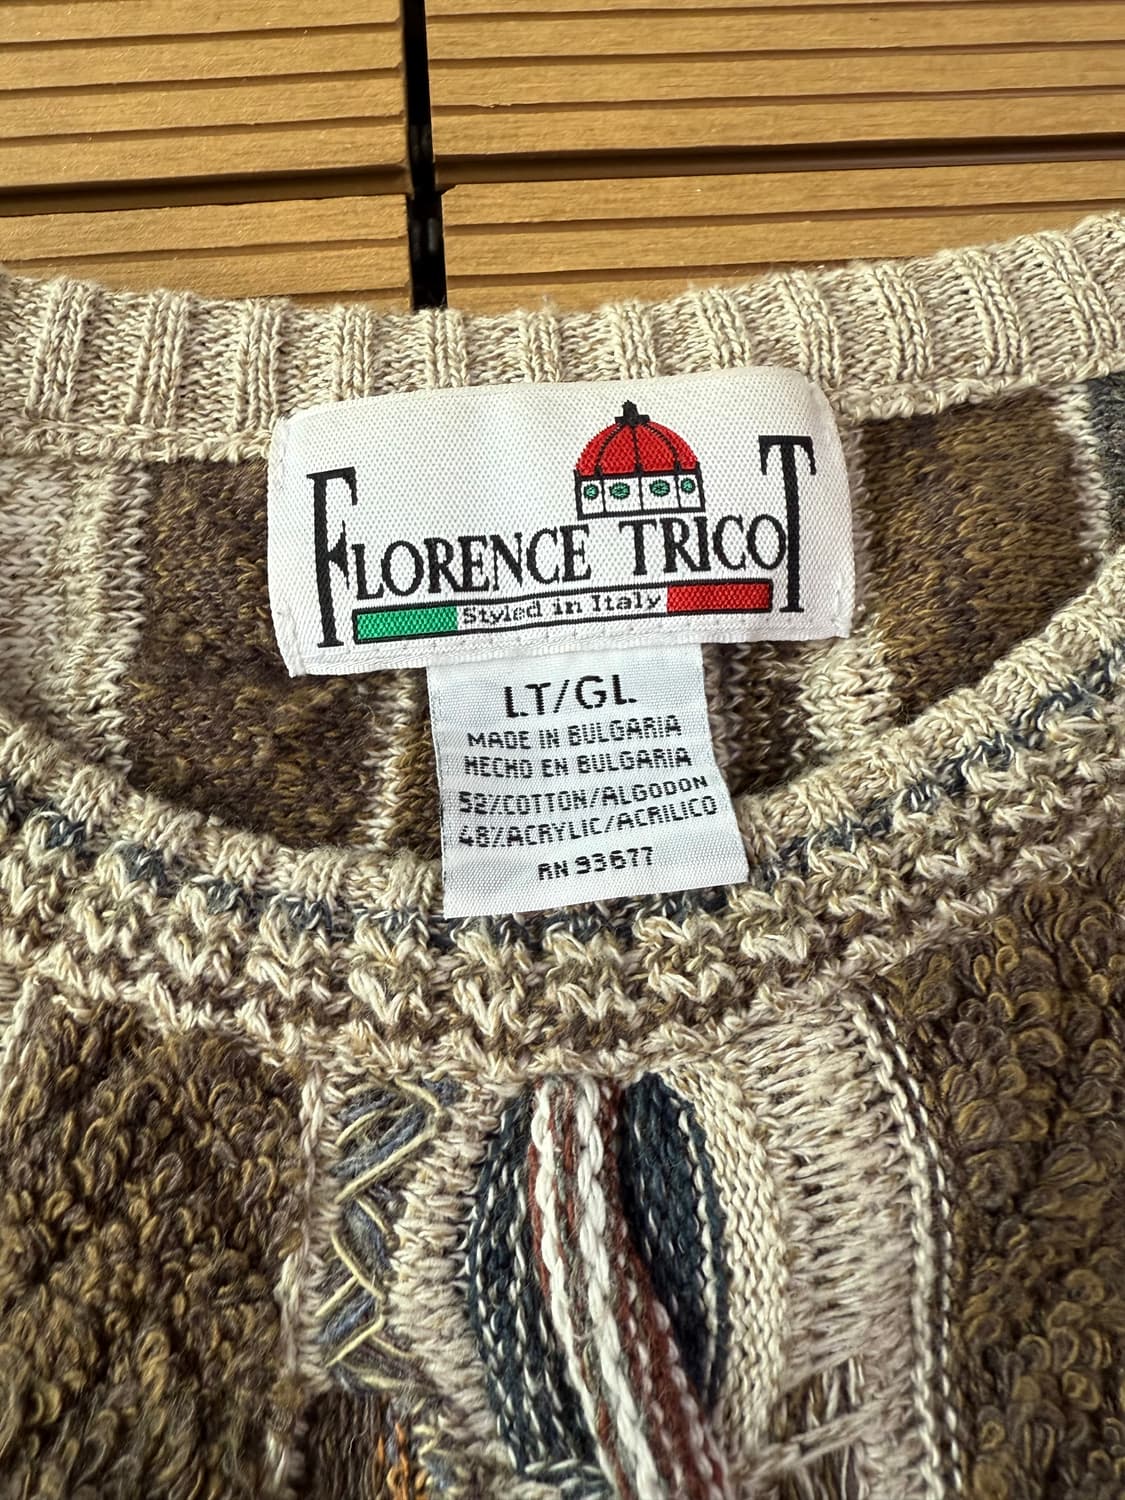 FLORENCE TRICOT
Styled in Italy
LT/GL
MADE IN BULGARIA
HECHO EN BULGARIA
52%COTTON/ALGODON
48%ACRYLIC/ACRILICO
RN 93677